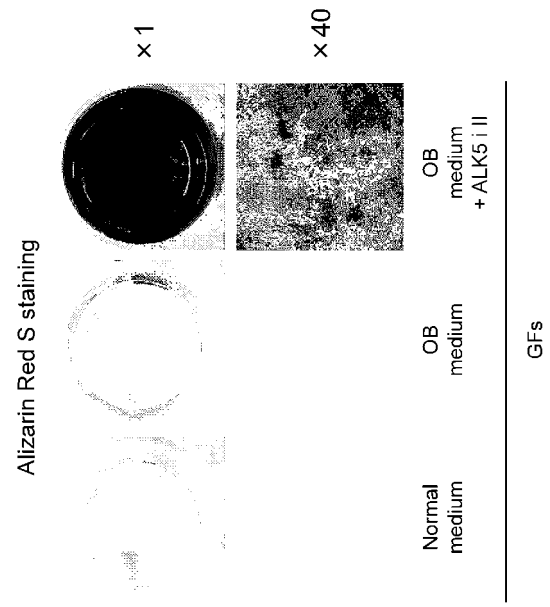 Alizarin Red S staining
× 1
× 40
Normal
medium
OB
medium
OB
medium
+ ALK5 i II
GFs